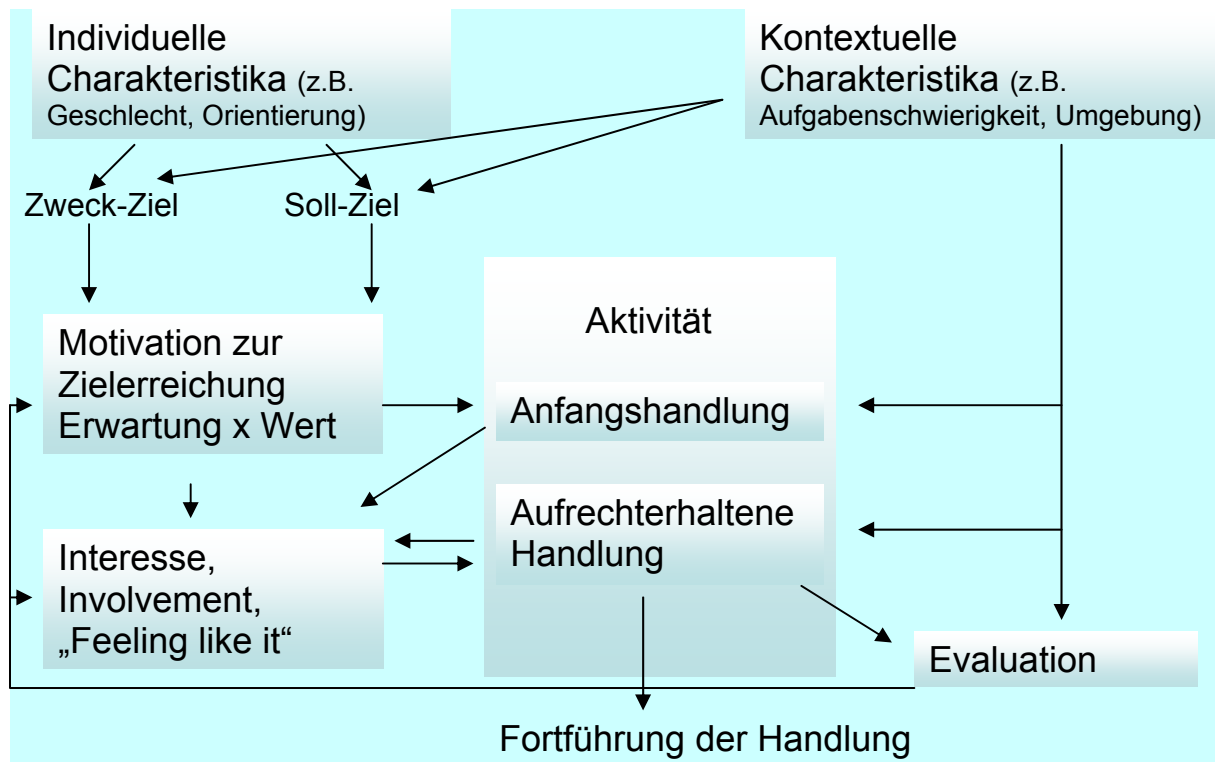 Individuelle
Charakteristika (z.B.
Geschlecht, Orientierung)
Kontextuelle
Charakteristika (z.B.
Aufgabenschwierigkeit, Umgebung)
Zweck-Ziel
Soll-Ziel
Motivation zur
Zielerreichung
Erwartung x Wert
Aktivität
Anfangshandlung
Aufrechterhaltene
Handlung
Interesse,
Involvement,
„Feeling like it“
Evaluation
Fortführung der Handlung